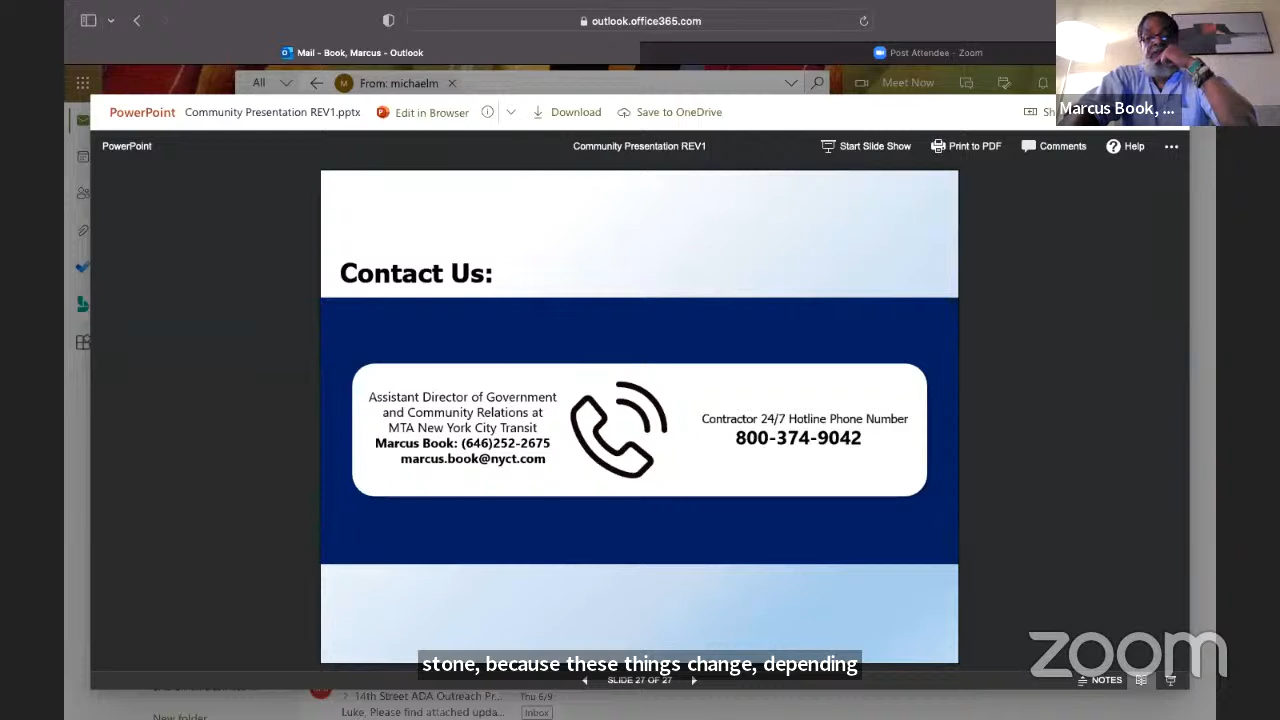 outlook.office365.com
Mail - Book, Marcus - Outlook
Post Attendee - Zoom
All
From: michaelm
Meet Now
Marcus Book, ...
PowerPoint
Community Presentation REV1.pptx
Edit in Browser
Download
Save to OneDrive
PowerPoint
Community Presentation REV1
Start Slide Show
Print to PDF
Comments
Help
Contact Us:
Assistant Director of Government
and Community Relations at
MTA New York City Transit
Marcus Book: (646)252-2675
marcus.book@nyct.com
Contractor 24/7 Hotline Phone Number
800-374-9042
stone, because these things change, depending
SLIDE 27 OF 27
NOTES
zoom
14th Street ADA Outreach Pr...
Thu 6/9
Luke, Please find attached upda...
Inbox
New folder